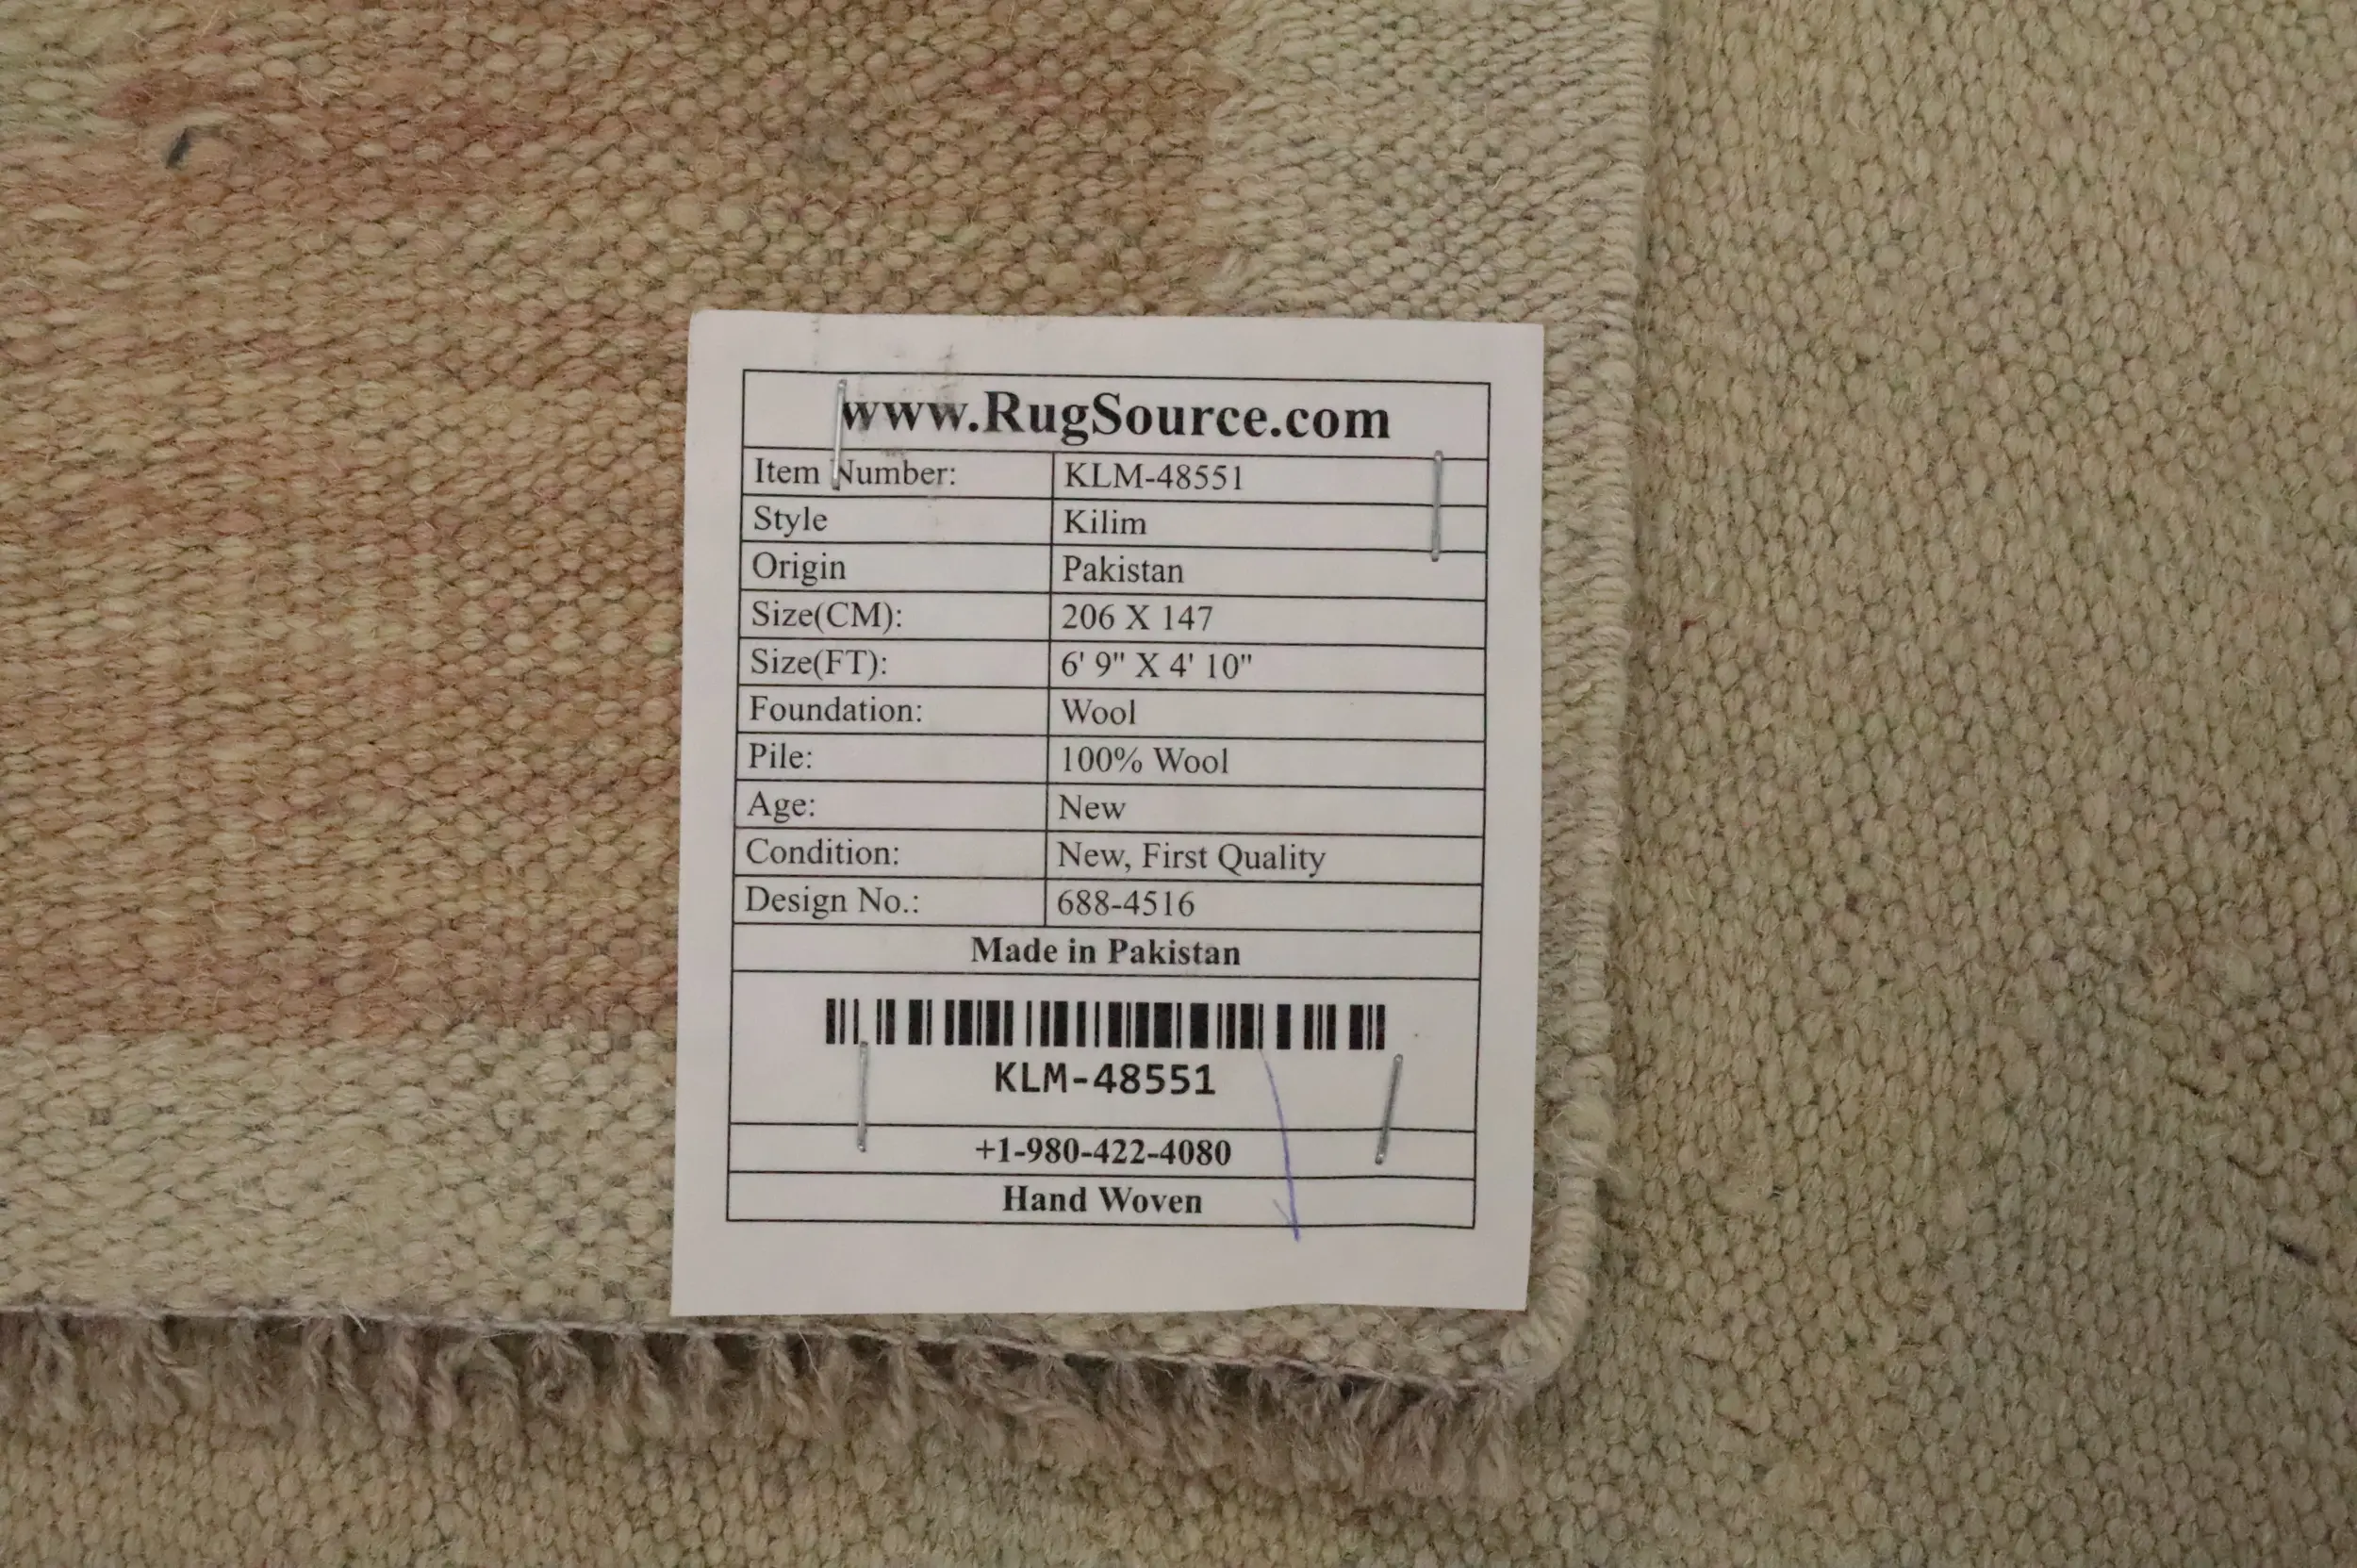 www.RugSource.com
Item Number: KLM-48551
Style Kilim
Origin Pakistan
Size(CM): 206 X 147
Size(FT): 6' 9" X 4' 10"
Foundation: Wool
Pile: 100% Wool
Age: New
Condition: New, First Quality
Design No.: 688-4516
Made in Pakistan
KLM-48551
+1-980-422-4080
Hand Woven